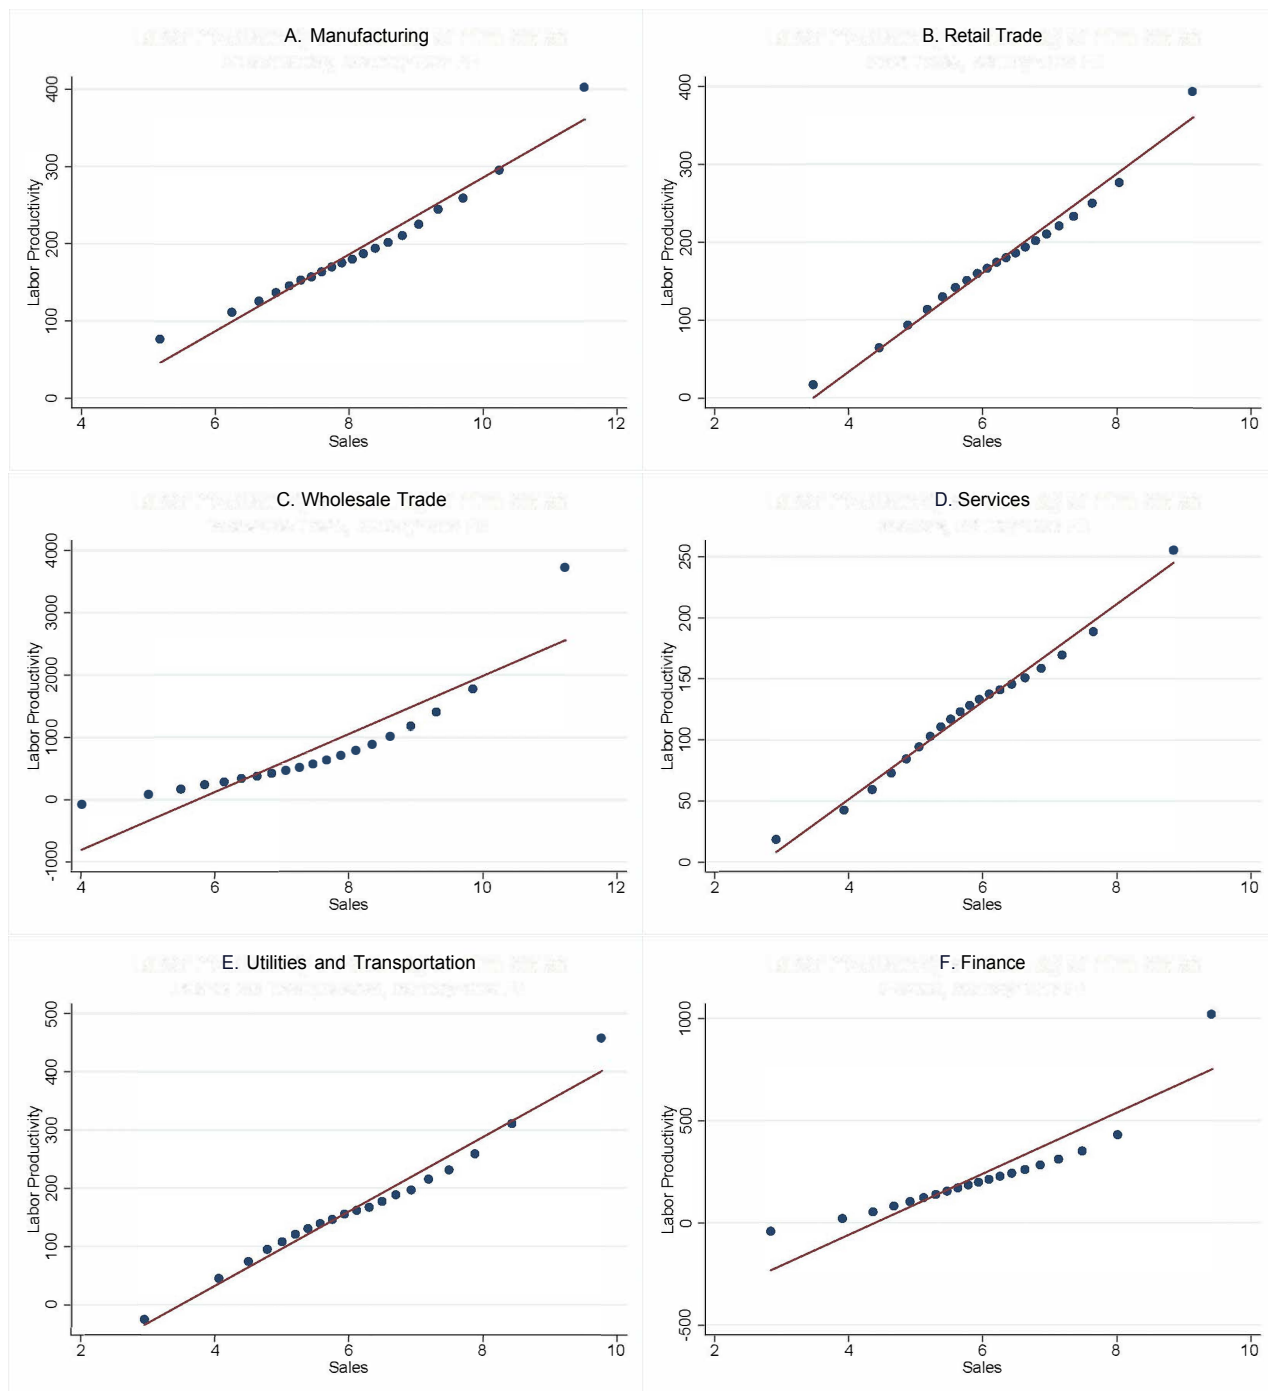 A. Manufacturing
Labor Productivity
400
300
200
100
0
4 6 8 10 12
Sales
B. Retail Trade
Labor Productivity
400
300
200
100
0
2 4 6 8 10
Sales
C. Wholesale Trade
Labor Productivity
4000
3000
2000
1000
0
-1000
4 6 8 10 12
Sales
D. Services
Labor Productivity
250
200
150
100
50
0
2 4 6 8 10
Sales
E. Utilities and Transportation
Labor Productivity
500
400
300
200
100
0
2 4 6 8 10
Sales
F. Finance
Labor Productivity
1000
500
0
-500
2 4 6 8 10
Sales